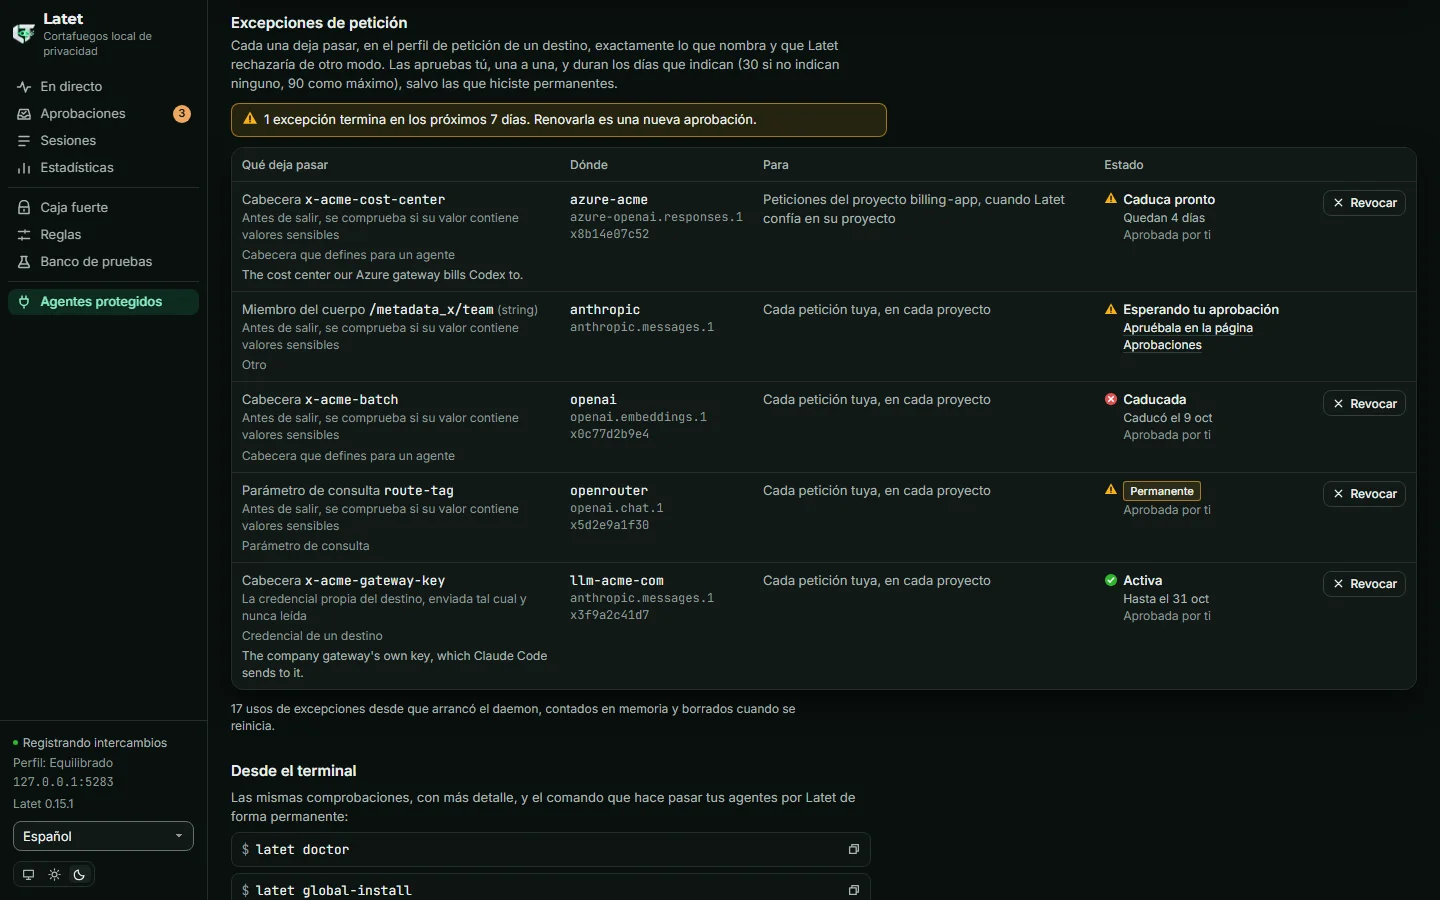 Latet
Cortafuegos local de
privacidad
En directo
Aprobaciones 3
Sesiones
Estadísticas
Caja fuerte
Reglas
Banco de pruebas
Agentes protegidos
Registrando intercambios
Perfil: Equilibrado
127.0.0.1:5283
Latet 0.15.1
Español
Excepciones de petición
Cada una deja pasar, en el perfil de petición de un destino, exactamente lo que nombra y que Latet
rechazaría de otro modo. Las apruebas tú, una a una, y duran los días que indican (30 si no indican
ninguno, 90 como máximo), salvo las que hiciste permanentes.
1 excepción termina en los próximos 7 días. Renovarla es una nueva aprobación.
Qué deja pasar Dónde Para Estado
Cabecera x-acme-cost-center
Antes de salir, se comprueba si su valor contiene
valores sensibles
Cabecera que defines para un agente
The cost center our Azure gateway bills Codex to.
azure-acme
azure-openai.responses.1
x8b14e07c52
Peticiones del proyecto billing-app, cuando Latet
confía en su proyecto
Caduca pronto
Quedan 4 días
Aprobada por ti
Revocar
Miembro del cuerpo /metadata_x/team (string)
Antes de salir, se comprueba si su valor contiene
valores sensibles
Otro
anthropic
anthropic.messages.1
Cada petición tuya, en cada proyecto
Esperando tu aprobación
Apruébala en la página
Aprobaciones
Cabecera x-acme-batch
Antes de salir, se comprueba si su valor contiene
valores sensibles
Cabecera que defines para un agente
openai
openai.embeddings.1
x0c77d2b9e4
Cada petición tuya, en cada proyecto
Caducada
Caducó el 9 oct
Aprobada por ti
Revocar
Parámetro de consulta route-tag
Antes de salir, se comprueba si su valor contiene
valores sensibles
Parámetro de consulta
openrouter
openai.chat.1
x5d2e9a1f30
Cada petición tuya, en cada proyecto
Permanente
Aprobada por ti
Revocar
Cabecera x-acme-gateway-key
La credencial propia del destino, enviada tal cual y
nunca leída
Credencial de un destino
The company gateway's own key, which Claude Code
sends to it.
llm-acme-com
anthropic.messages.1
x3f9a2c41d7
Cada petición tuya, en cada proyecto
Activa
Hasta el 31 oct
Aprobada por ti
Revocar
17 usos de excepciones desde que arrancó el daemon, contados en memoria y borrados cuando se
reinicia.
Desde el terminal
Las mismas comprobaciones, con más detalle, y el comando que hace pasar tus agentes por Latet de
forma permanente:
$ latet doctor
$ latet global-install